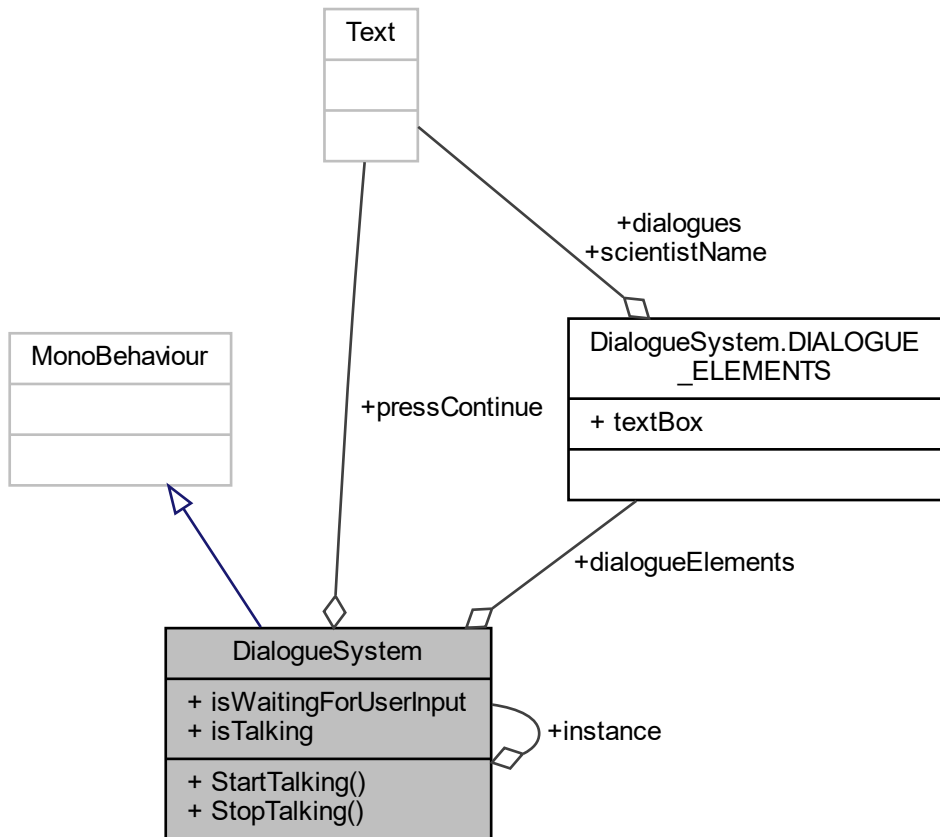 Text
+dialogues
+scientistName
MonoBehaviour
+pressContinue
DialogueSystem.DIALOGUE
_ELEMENTS
+ textBox
+dialogueElements
DialogueSystem
+ isWaitingForUserInput
+ isTalking
+instance
+ StartTalking()
+ StopTalking()